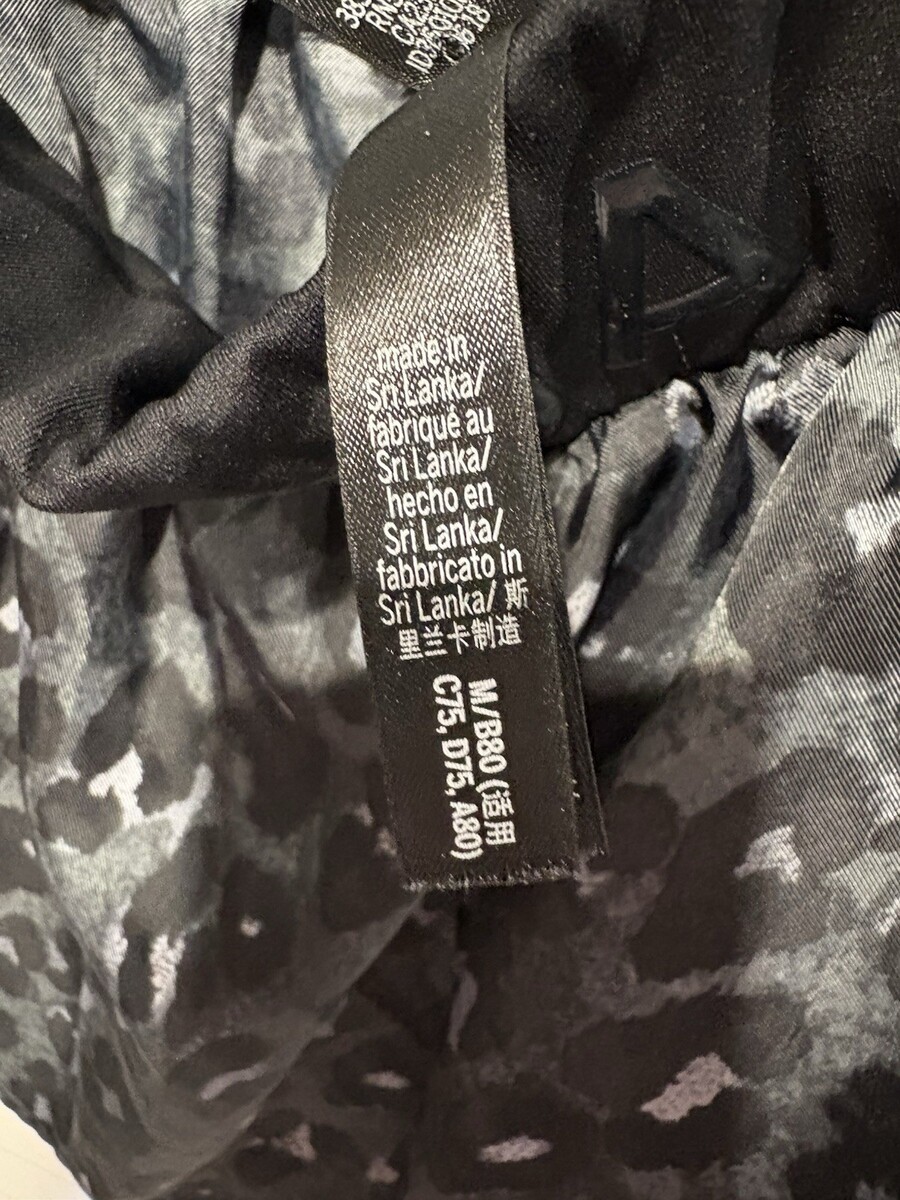 made in
Sri Lanka/
fabriqué au
Sri Lanka/
hecho en
Sri Lanka/
fabbricato in
Sri Lanka/ 斯
里兰卡制造
M/B80 (适用
C75, D75, A80)